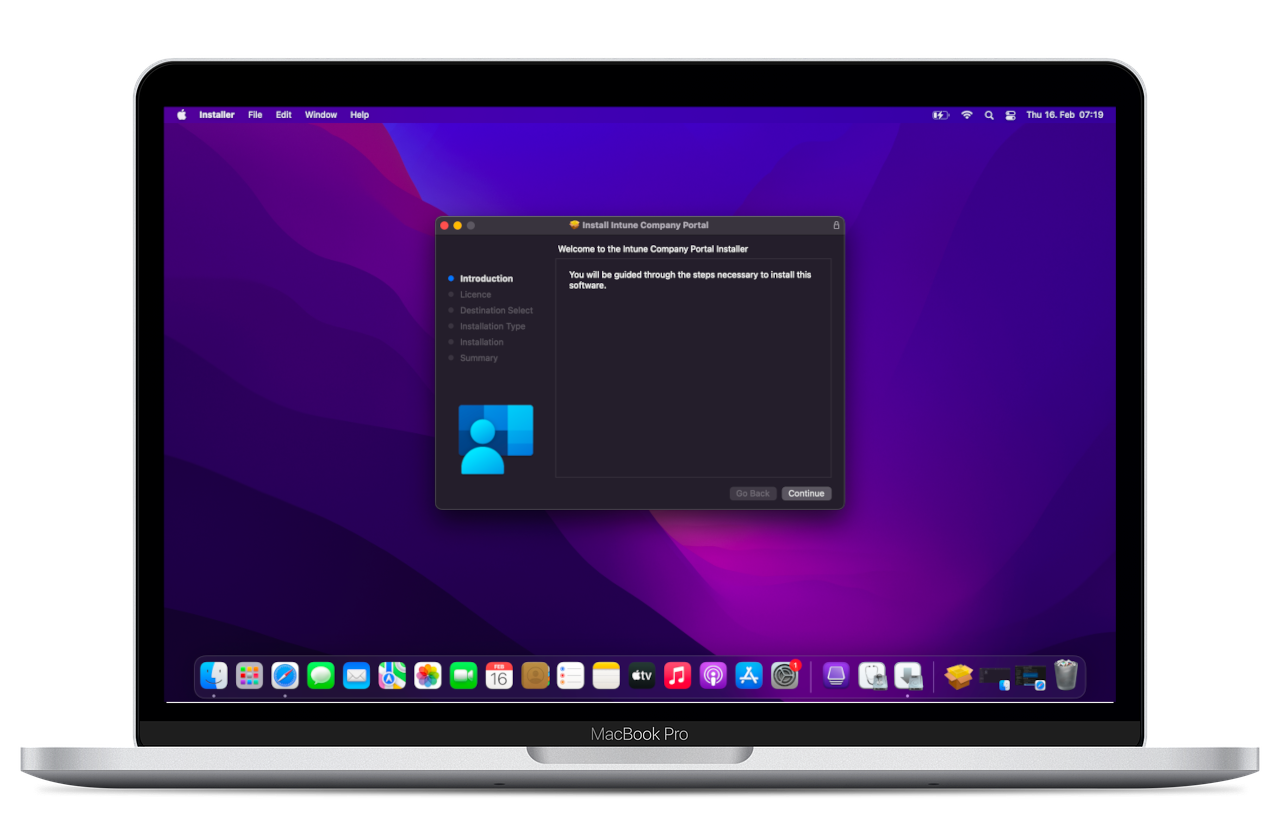 Installer File Edit Window Help
Thu 16. Feb 07:19
Install Intune Company Portal
Welcome to the Intune Company Portal Installer
Introduction
Licence
Destination Select
Installation Type
Installation
Summary
You will be guided through the steps necessary to install this
software.
Go Back Continue
FEB
16
tv
1
MacBook Pro